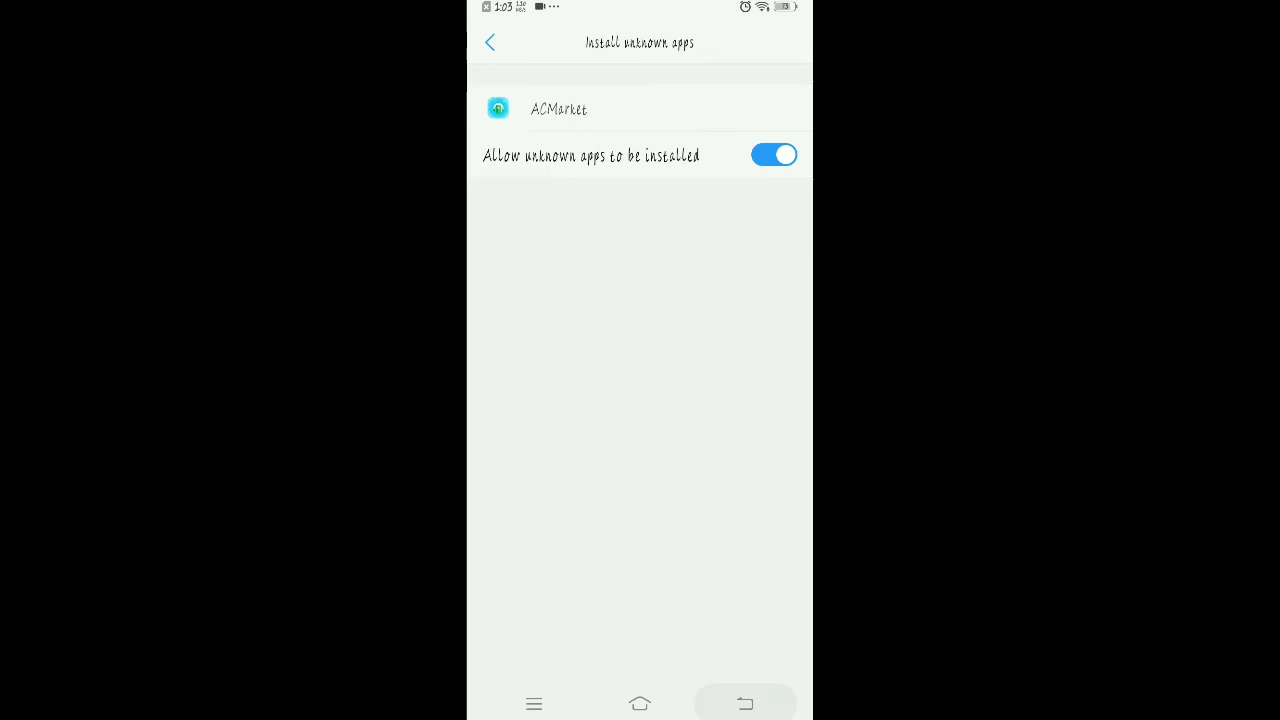 1:03
Install unknown apps
ACMarket
Allow unknown apps to be installed